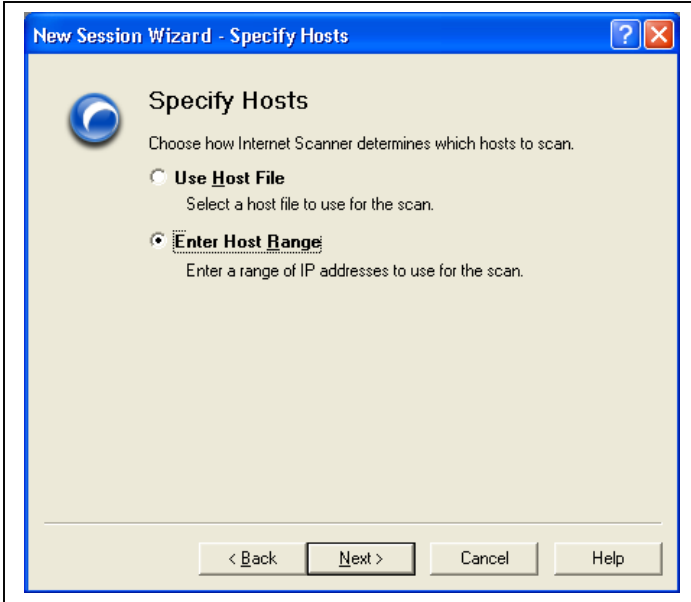 New Session Wizard - Specify Hosts
Specify Hosts
Choose how Internet Scanner determines which hosts to scan.
Use Host File
Select a host file to use for the scan.
Enter Host Range
Enter a range of IP addresses to use for the scan.
< Back Next > Cancel Help